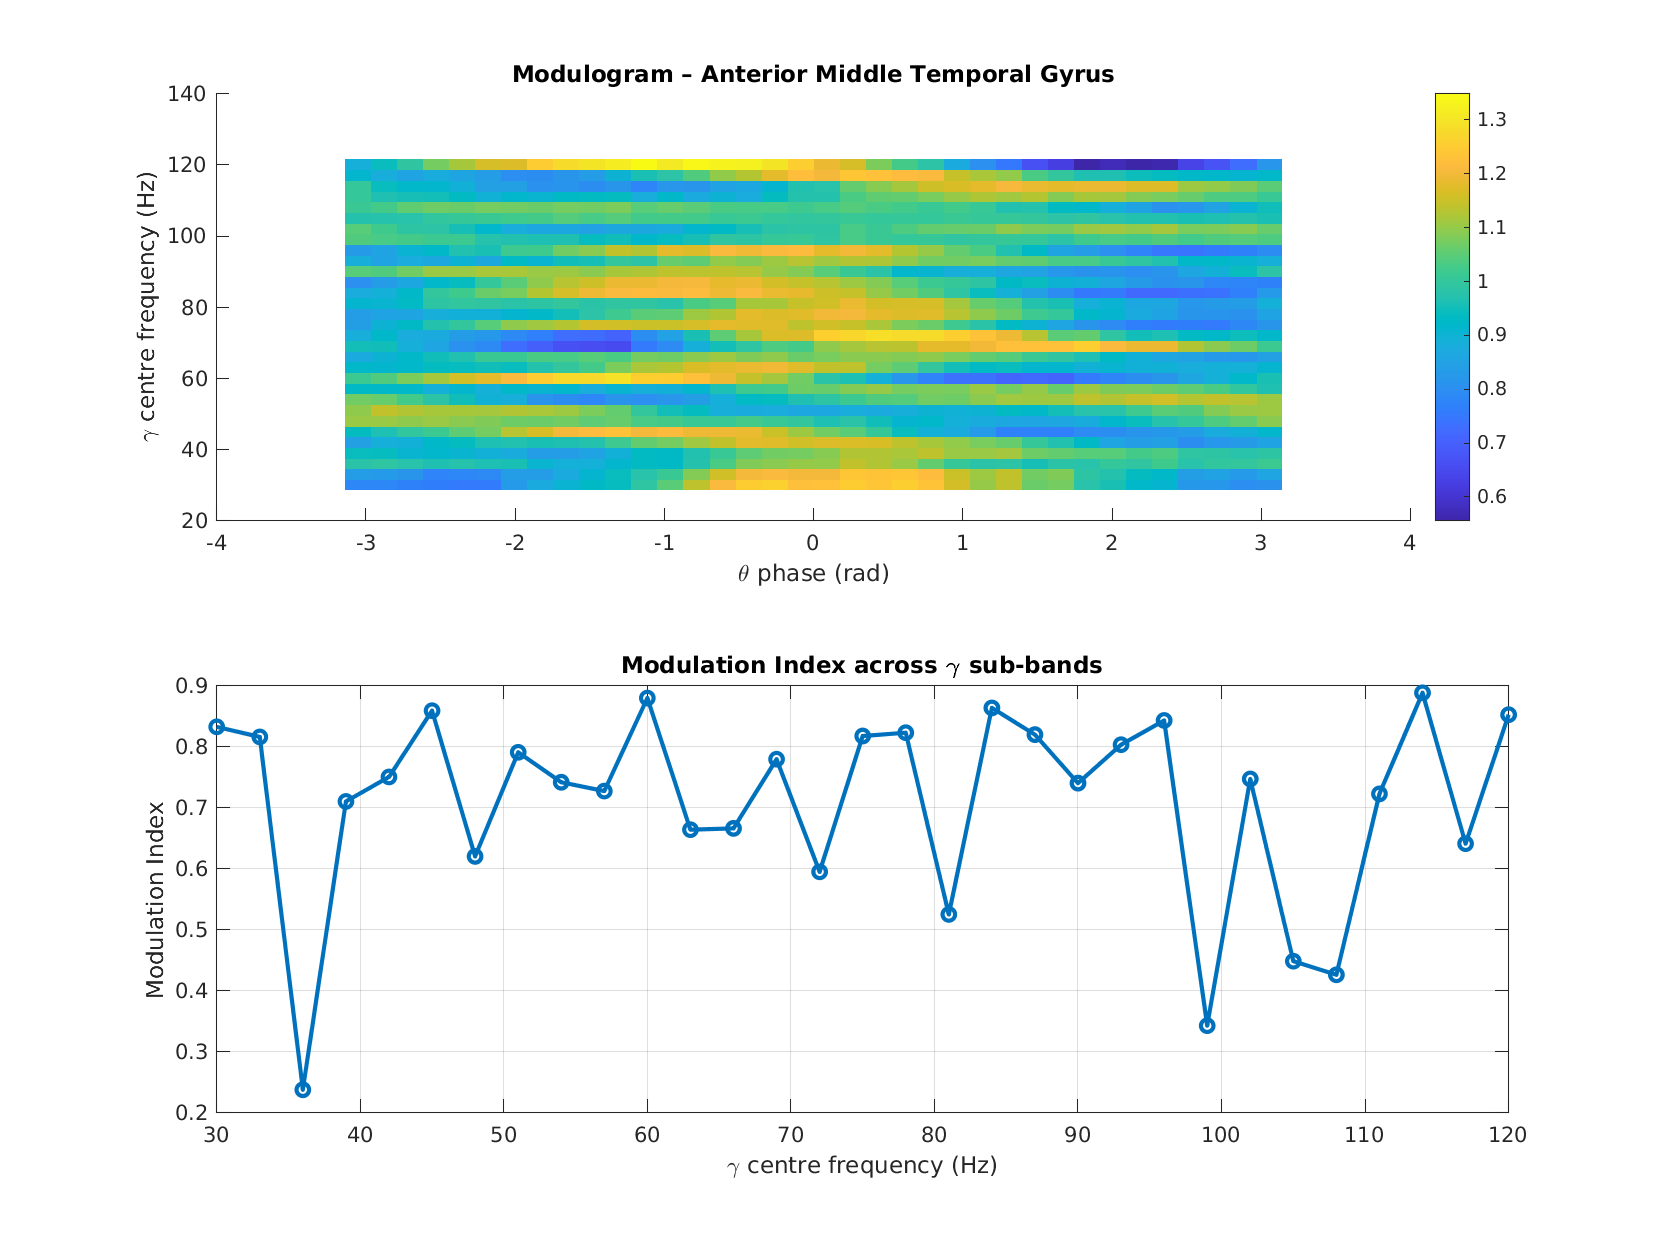 Modulogram – Anterior Middle Temporal Gyrus
γ centre frequency (Hz)
140
120
100
80
60
40
20
-4 -3 -2 -1 0 1 2 3 4
θ phase (rad)
1.3
1.2
1.1
1
0.9
0.8
0.7
0.6
Modulation Index across γ sub-bands
Modulation Index
0.9
0.8
0.7
0.6
0.5
0.4
0.3
0.2
30 40 50 60 70 80 90 100 110 120
γ centre frequency (Hz)